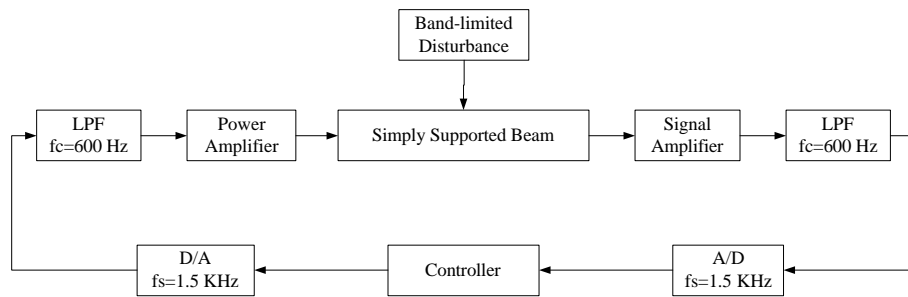 Band-limited
Disturbance
LPF
fc=600 Hz
Power
Amplifier
Simply Supported Beam
Signal
Amplifier
LPF
fc=600 Hz
D/A
fs=1.5 KHz
Controller
A/D
fs=1.5 KHz